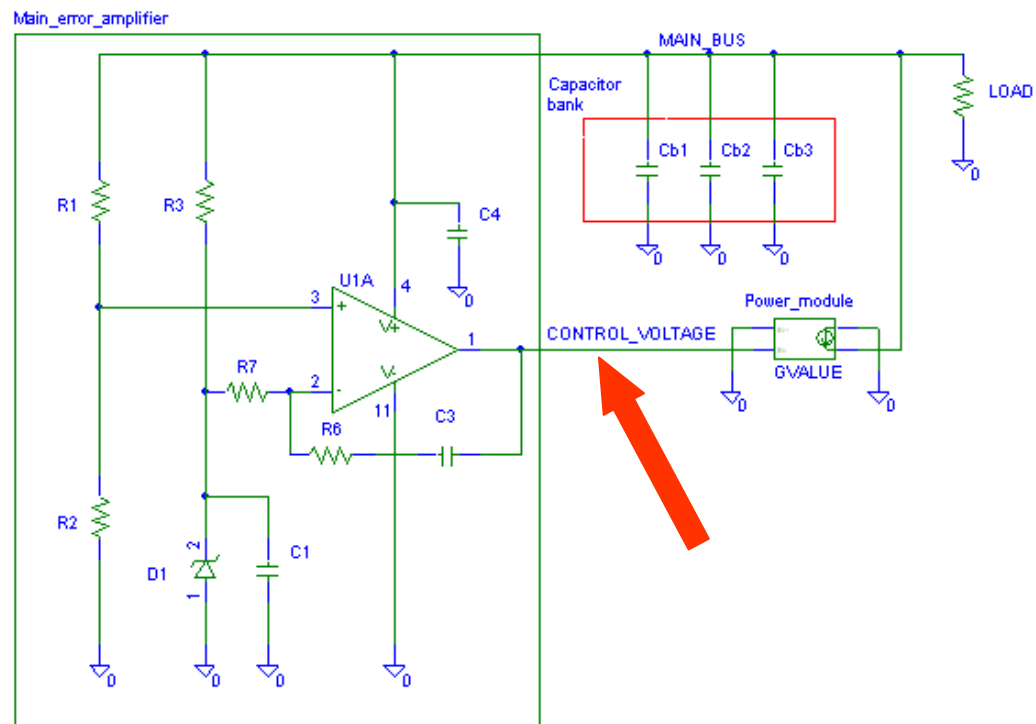 Main_error_amplifier
MAIN_BUS
Capacitor
bank
LOAD
Cb1 Cb2 Cb3
0
R1
R3
C4
0 0 0
U1A
4
0
Power_module
3
+
V+
1
CONTROL_VOLTAGE
GVALUE
R7
2
-
V-
11
C3
0
0
R6
R2
2
D1
1
C1
0 0 0 0